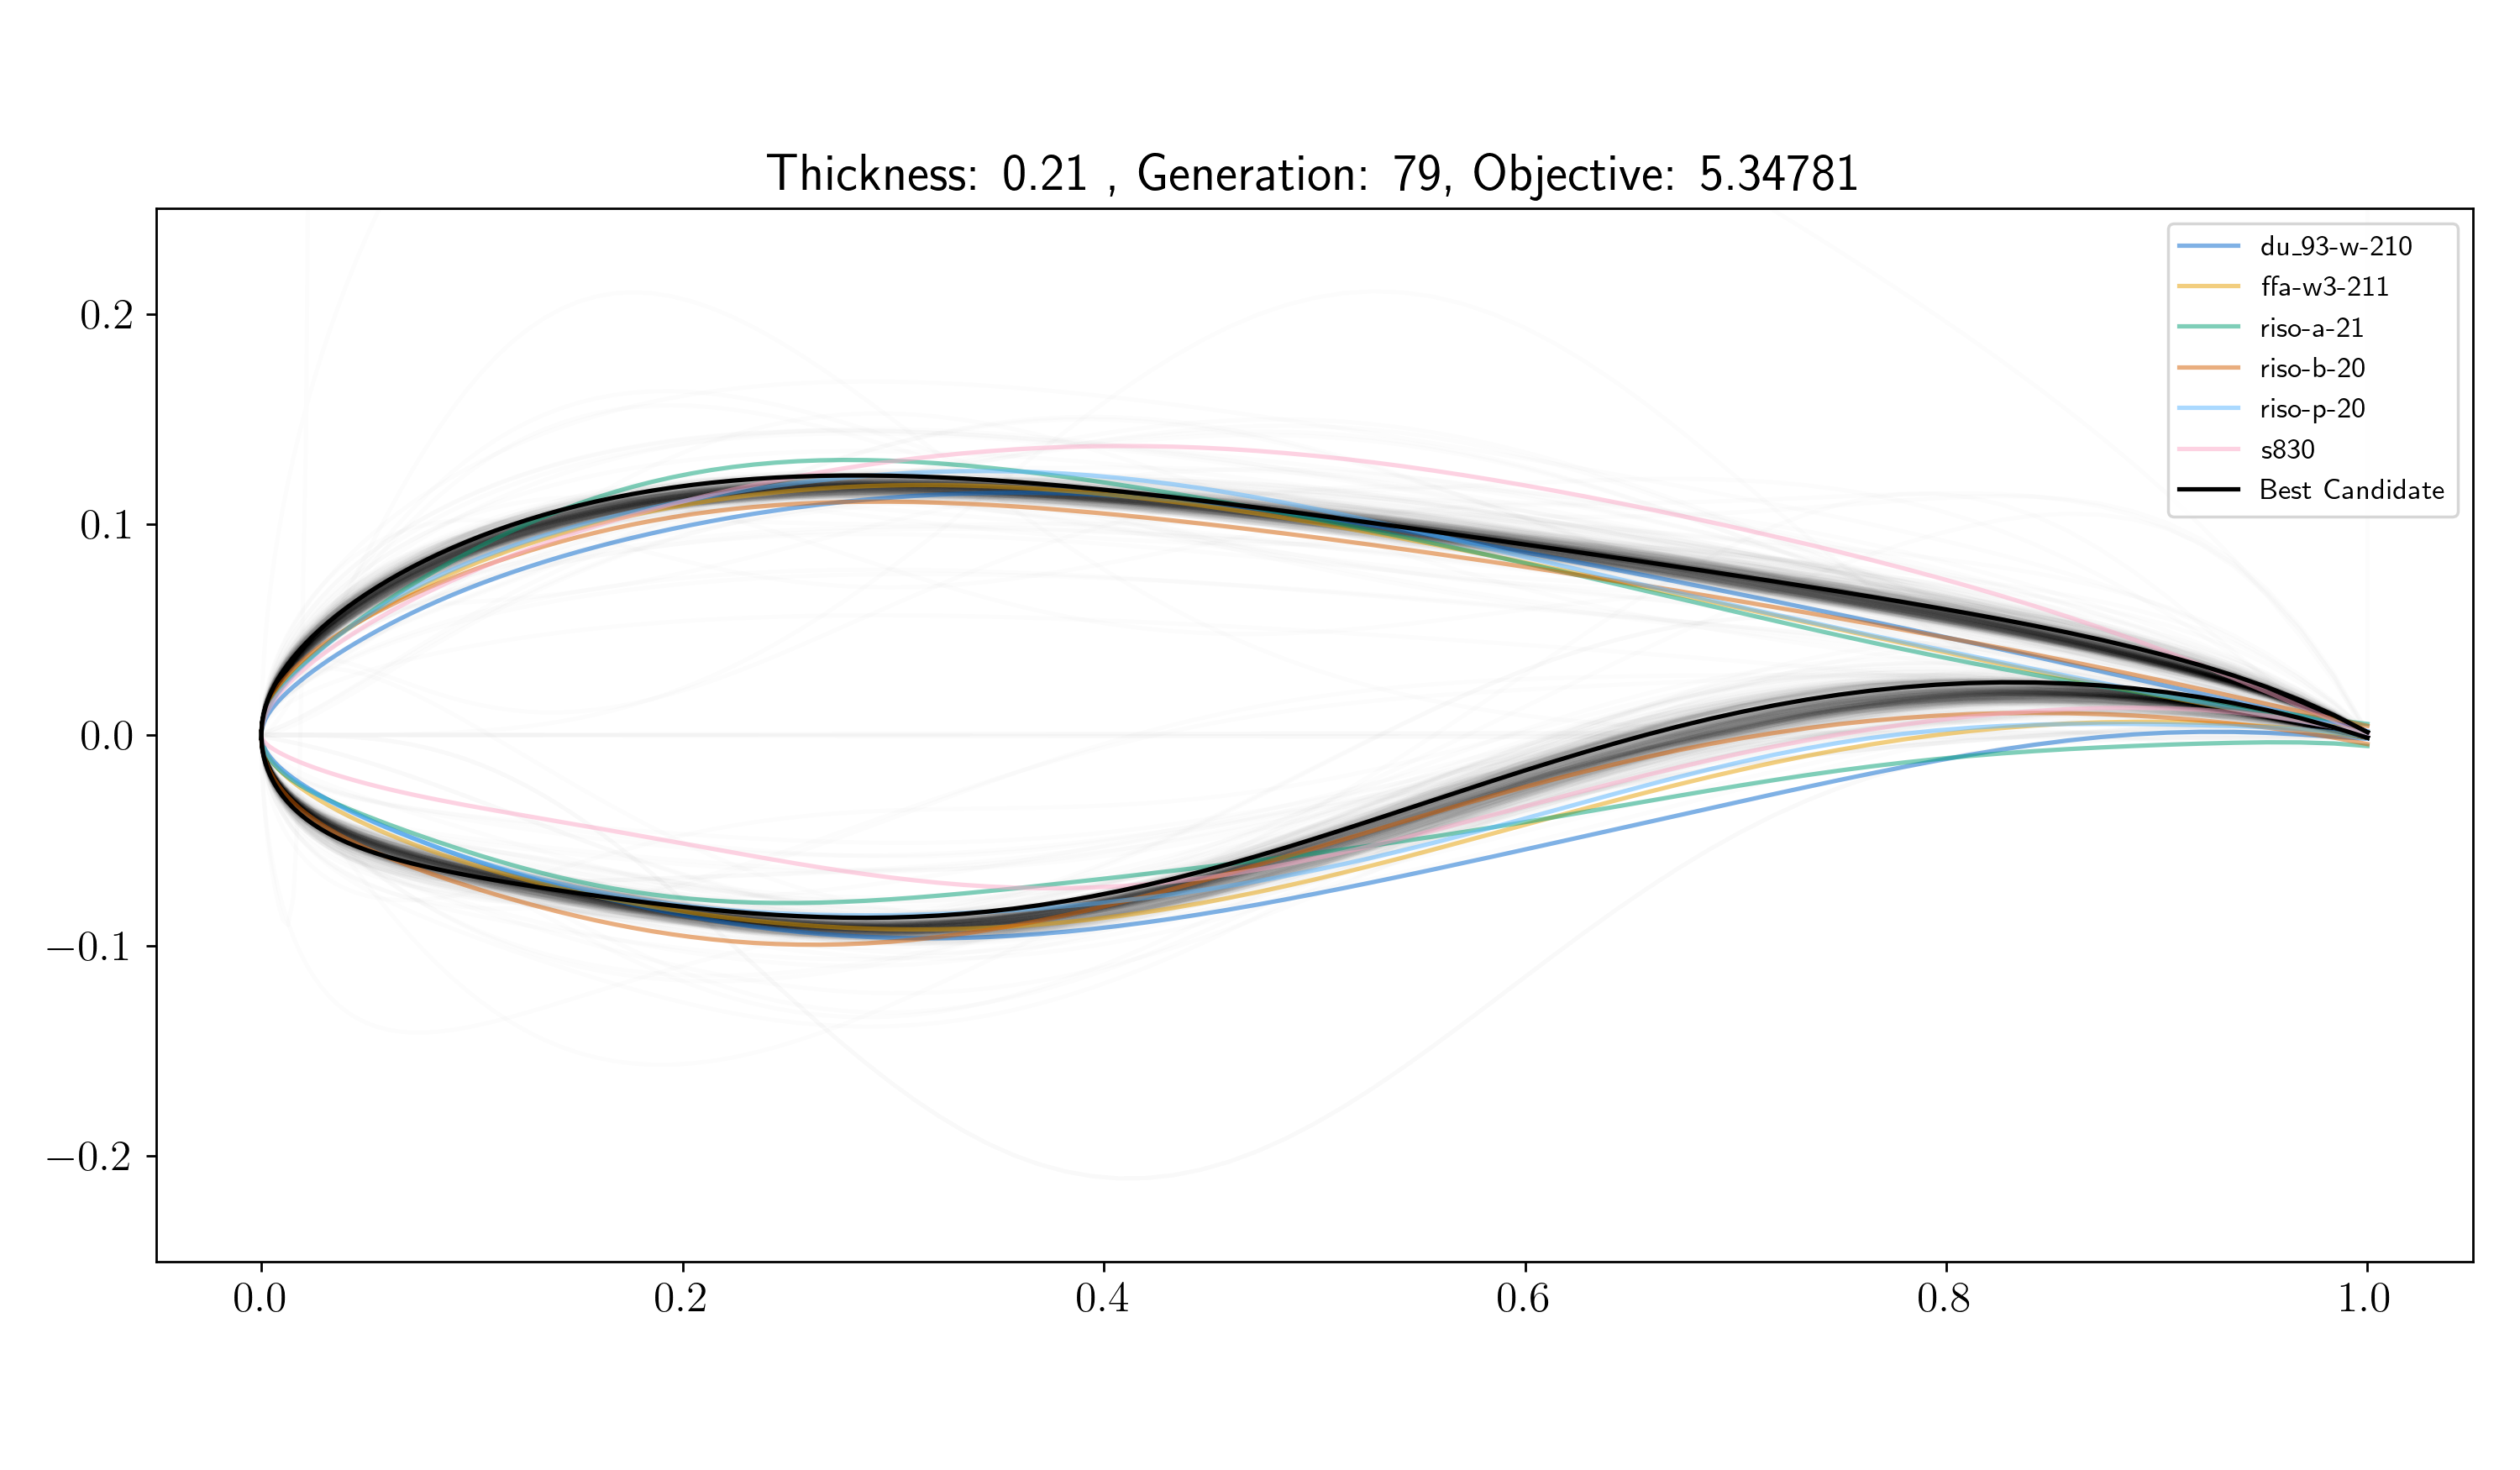 Thickness: 0.21 , Generation: 79, Objective: 5.34781
du_93-w-210
ffa-w3-211
riso-a-21
riso-b-20
riso-p-20
s830
Best Candidate
0.2
0.1
0.0
−0.1
−0.2
0.0 0.2 0.4 0.6 0.8 1.0